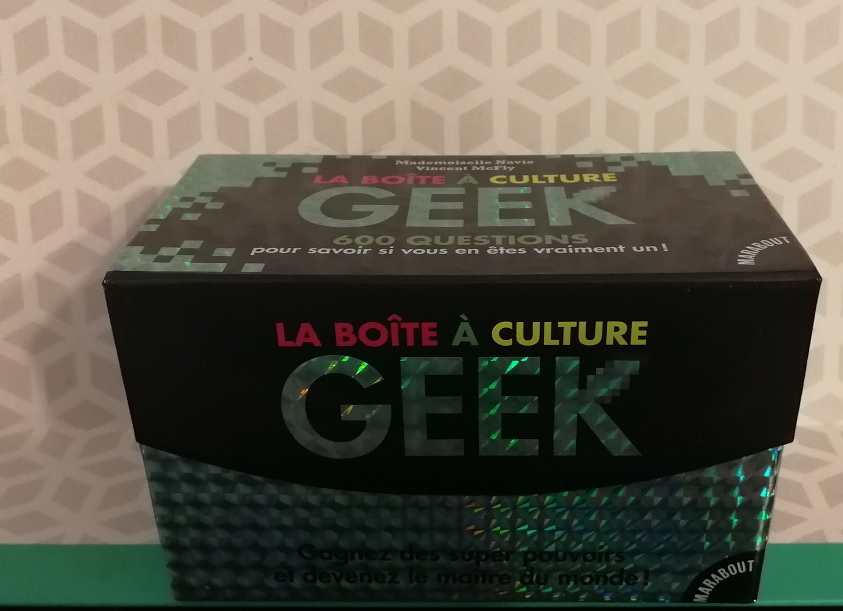 Mademoiselle Navie
Vincent McFly
LA BOÎTE À CULTURE
GEEK
600 QUESTIONS
pour savoir si vous en êtes vraiment un !
MARABOUT
LA BOÎTE À CULTURE
GEEK
Gagnez des super pouvoirs
et devenez le maître du monde !
MARABOUT